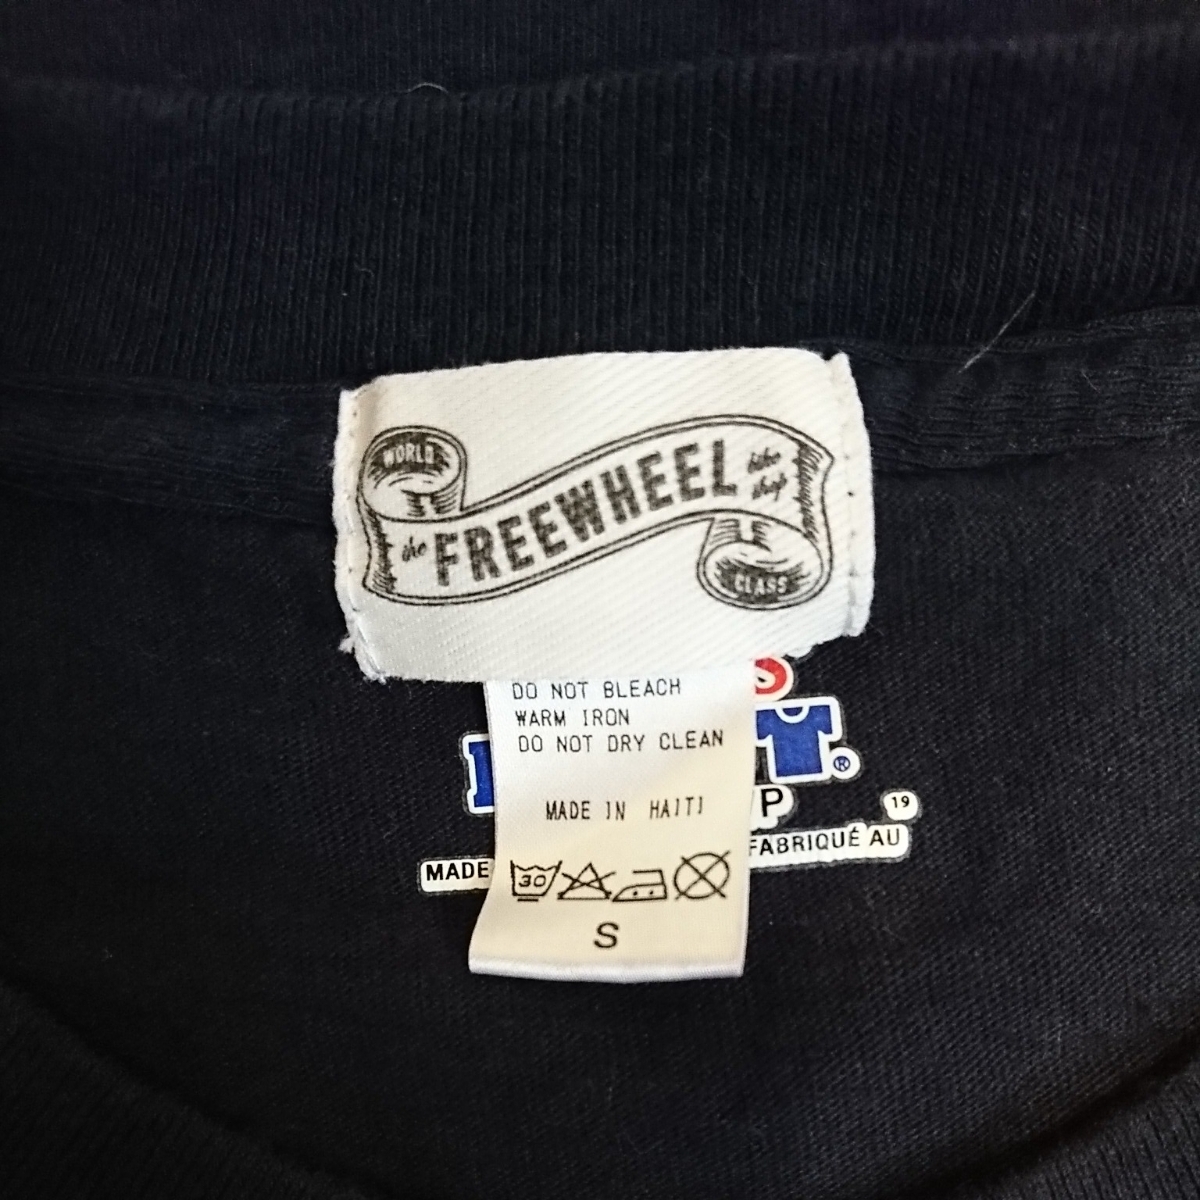 WORLD
the FREEWHEEL bike shop
CLASS
S
DO NOT BLEACH
WARM IRON
DO NOT DRY CLEAN
®
MADE IN HAITI
P
19
MADE
FABRIQUÉ AU
30
S